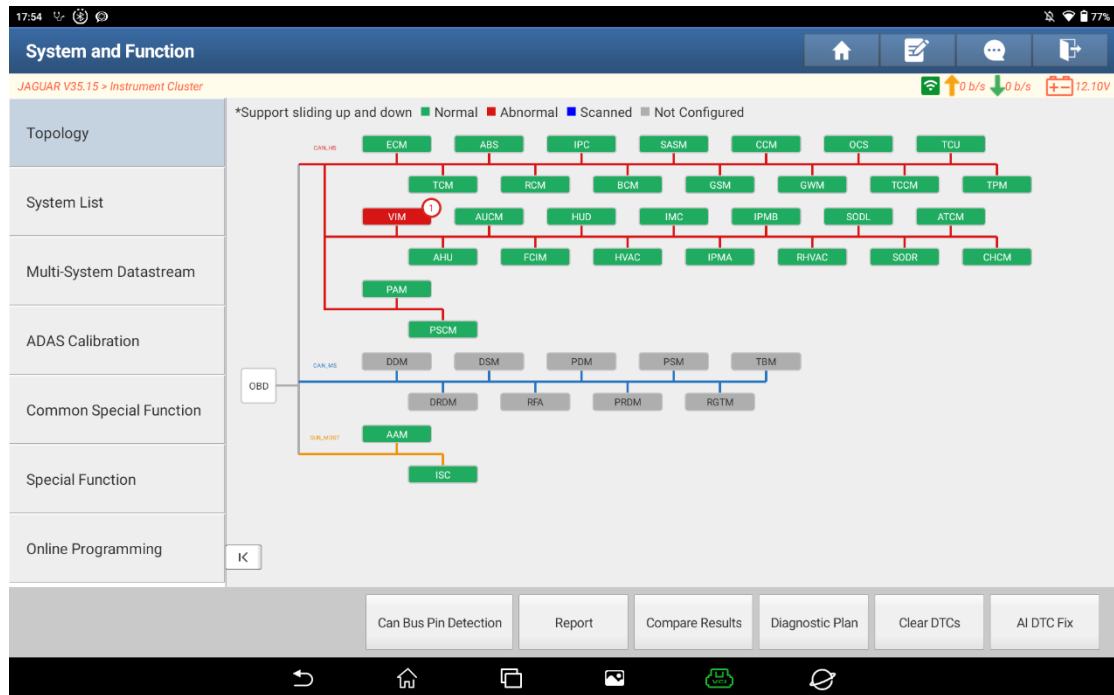 17:54
77%
System and Function
JAGUAR V35.15 > Instrument Cluster
0 b/s 0 b/s 12.10V
Topology
System List
Multi-System Datastream
ADAS Calibration
Common Special Function
Special Function
Online Programming
*Support sliding up and down Normal Abnormal Scanned Not Configured
CAN_HS
ECM ABS IPC SASM CCM OCS TCU
TCM RCM BCM GSM GWM TCCM TPM
VIM 1 AUCM HUD IMC IPMB SODL ATCM
AHU FCIM HVAC IPMA RHVAC SODR CHCM
PAM
PSCM
CAN_MS
DDM DSM PDM PSM TBM
OBD
DRDM RFA PRDM RGTM
SUB_MOST
AAM
ISC
Can Bus Pin Detection Report Compare Results Diagnostic Plan Clear DTCs AI DTC Fix
VCI